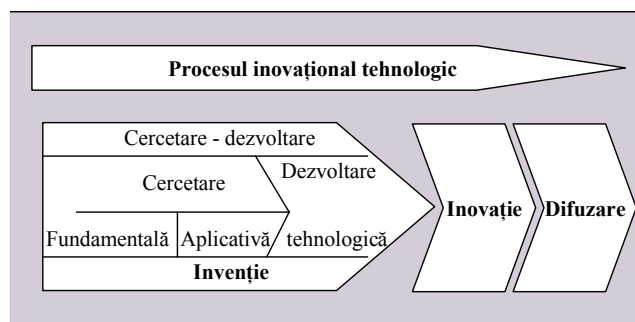 Procesul inovațional tehnologic
Cercetare - dezvoltare
Cercetare
Dezvoltare
Fundamentală
Aplicativă
tehnologică
Invenție
Inovație
Difuzare